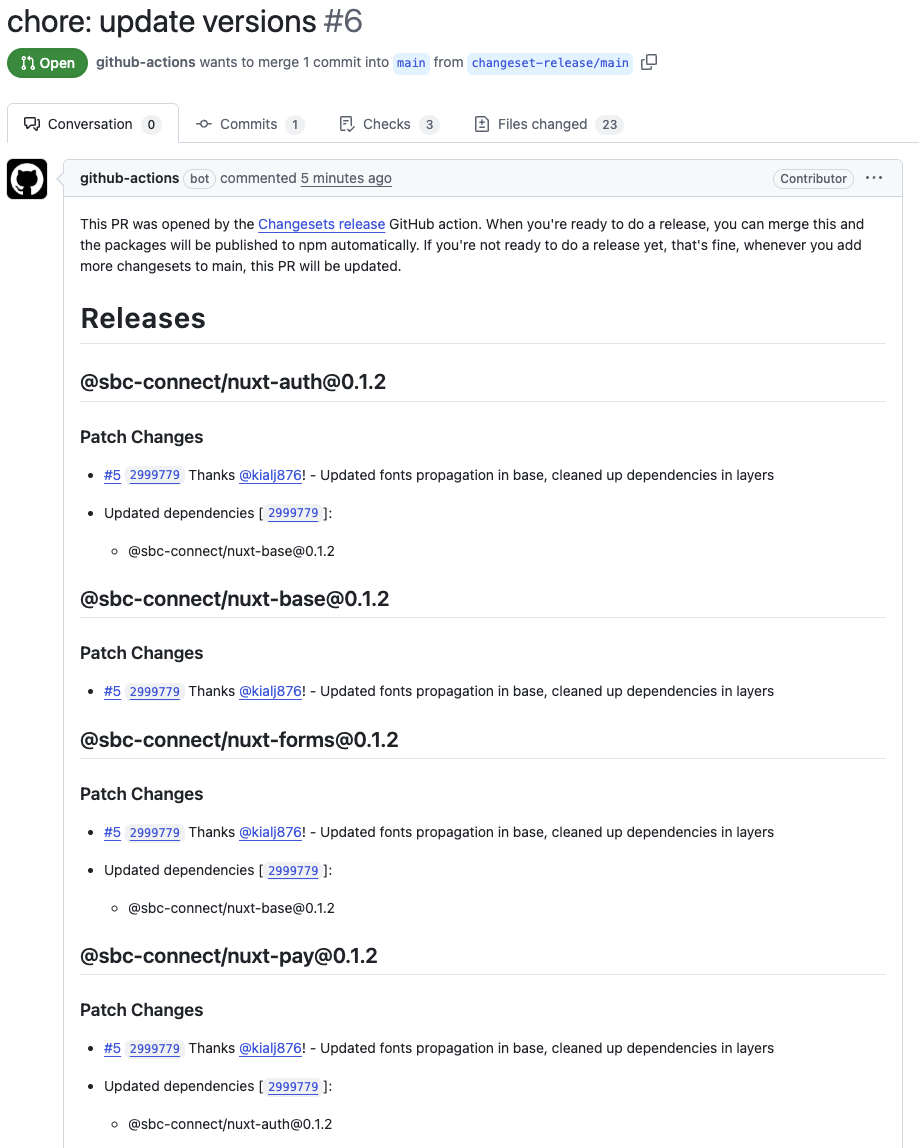 chore: update versions #6
Open github-actions wants to merge 1 commit into main from changeset-release/main
Conversation 0 Commits 1 Checks 3 Files changed 23
github-actions bot commented 5 minutes ago Contributor ...
This PR was opened by the Changesets release GitHub action. When you're ready to do a release, you can merge this and
the packages will be published to npm automatically. If you're not ready to do a release yet, that's fine, whenever you add
more changesets to main, this PR will be updated.
Releases
@sbc-connect/nuxt-auth@0.1.2
Patch Changes
#5 2999779 Thanks @kialj876! - Updated fonts propagation in base, cleaned up dependencies in layers
Updated dependencies [ 2999779 ]:
@sbc-connect/nuxt-base@0.1.2
@sbc-connect/nuxt-base@0.1.2
Patch Changes
#5 2999779 Thanks @kialj876! - Updated fonts propagation in base, cleaned up dependencies in layers
@sbc-connect/nuxt-forms@0.1.2
Patch Changes
#5 2999779 Thanks @kialj876! - Updated fonts propagation in base, cleaned up dependencies in layers
Updated dependencies [ 2999779 ]:
@sbc-connect/nuxt-base@0.1.2
@sbc-connect/nuxt-pay@0.1.2
Patch Changes
#5 2999779 Thanks @kialj876! - Updated fonts propagation in base, cleaned up dependencies in layers
Updated dependencies [ 2999779 ]:
@sbc-connect/nuxt-auth@0.1.2